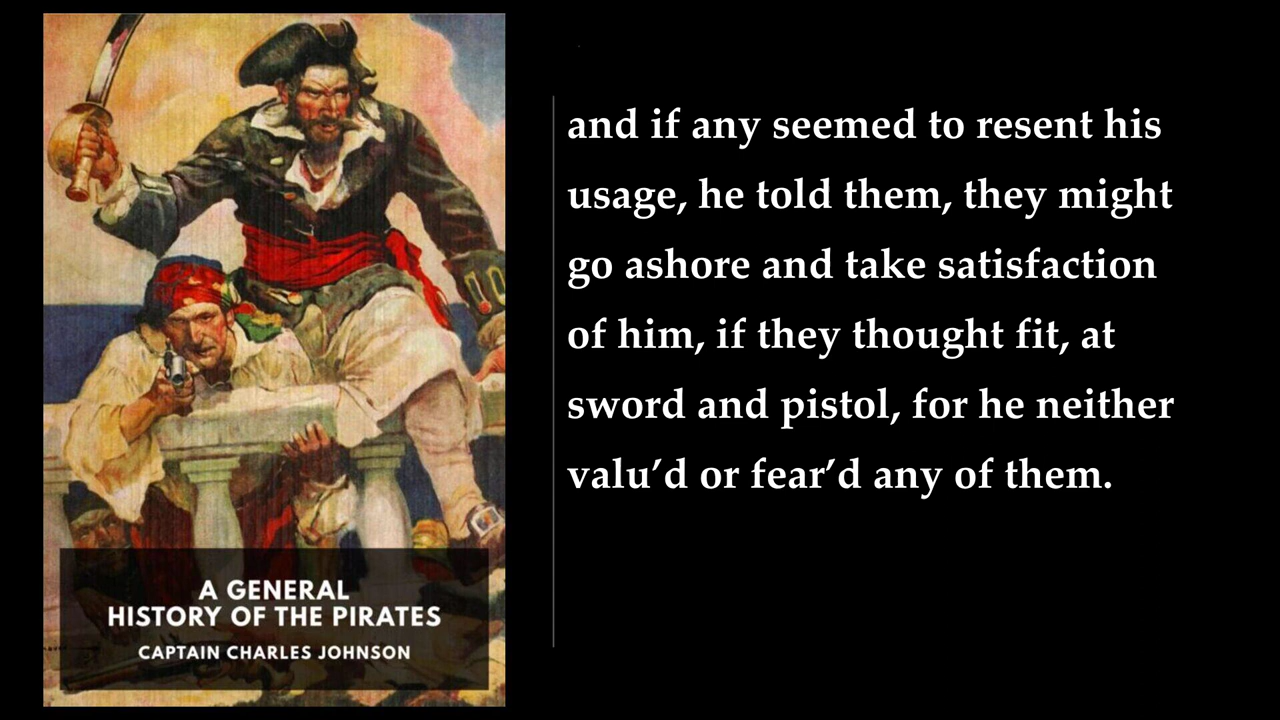 and if any seemed to resent his
usage, he told them, they might
go ashore and take satisfaction
of him, if they thought fit, at
sword and pistol, for he neither
valu’d or fear’d any of them.
A GENERAL
HISTORY OF THE PIRATES
CAPTAIN CHARLES JOHNSON